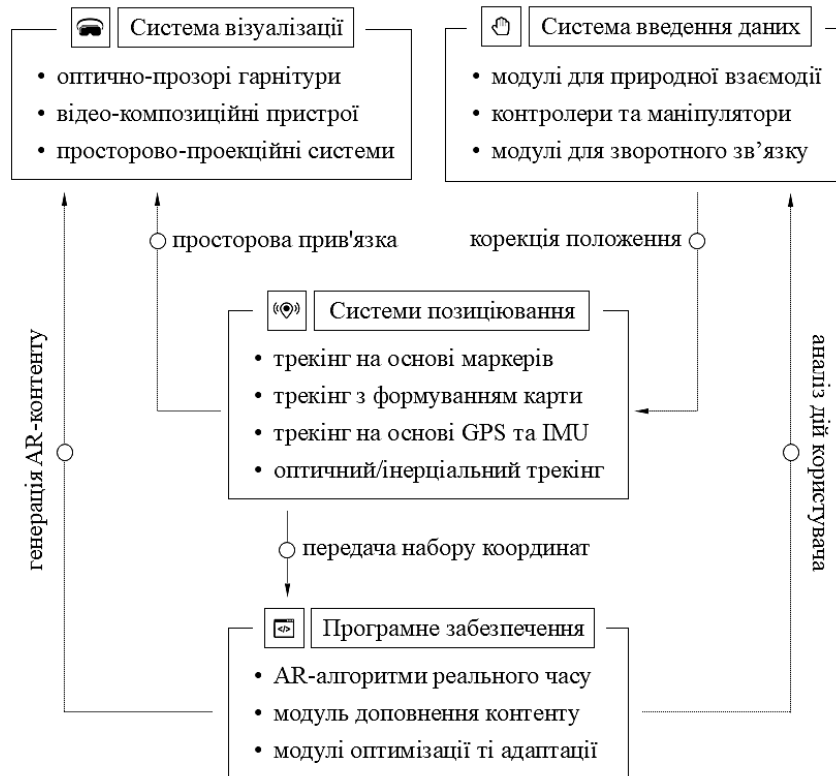 Система візуалізації
• оптично-прозорі гарнітури
• відео-композиційні пристрої
• просторово-проекційні системи
Система введення даних
• модулі для природної взаємодії
• контролери та маніпулятори
• модулі для зворотного зв’язку
просторова прив'язка
корекція положення
Системи позиціювання
• трекінг на основі маркерів
• трекінг з формуванням карти
• трекінг на основі GPS та IMU
• оптичний/інерціальний трекінг
генерація AR-контенту
аналіз дій користувача
передача набору координат
Програмне забезпечення
• AR-алгоритми реального часу
• модуль доповнення контенту
• модулі оптимізації ті адаптації